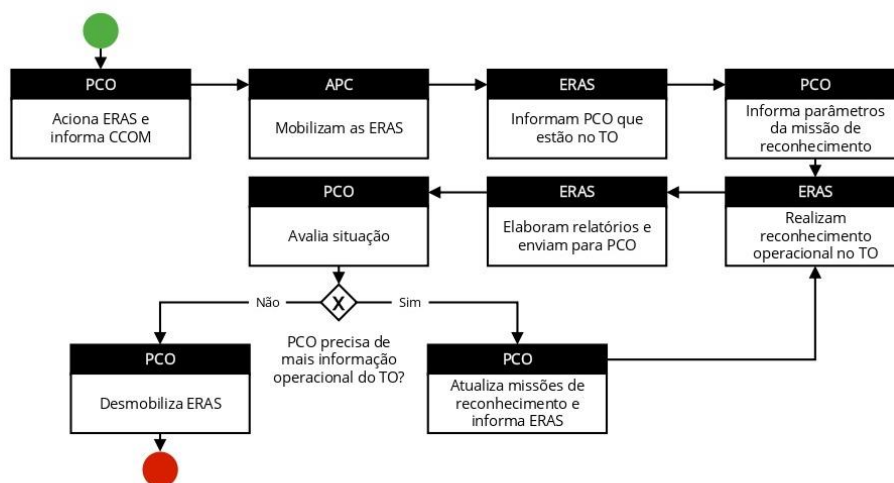 PCO
Aciona ERAS e
informa CCOM
APC
Mobilizam as ERAS
ERAS
Informam PCO que
estão no TO
PCO
Informa parâmetros
da missão de
reconhecimento
ERAS
Realizam
reconhecimento
operacional no TO
ERAS
Elaboram relatórios e
enviam para PCO
PCO
Avalia situação
X
PCO precisa de
mais informação
operacional do TO?
Não
Sim
PCO
Desmobiliza ERAS
PCO
Atualiza missões de
reconhecimento e
informa ERAS